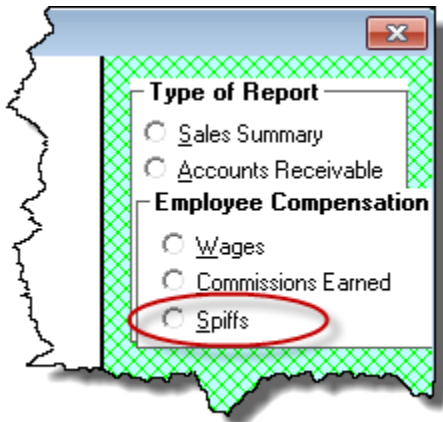 Type of Report
Sales Summary
Accounts Receivable
Employee Compensation
Wages
Commissions Earned
Spiffs